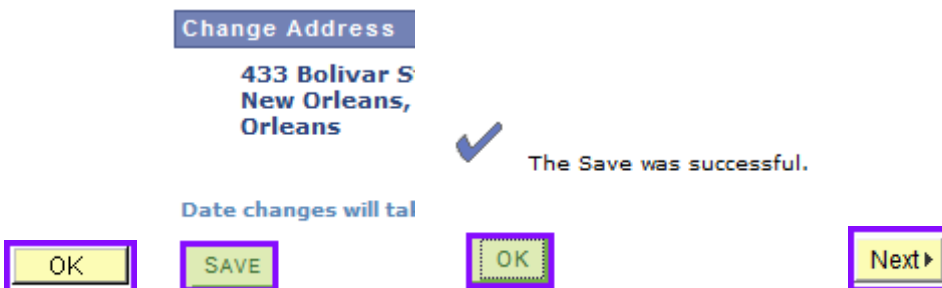 Change Address
433 Bolivar
New Orleans,
Orleans
The Save was successful.
Date changes will
OK
SAVE
OK
Next